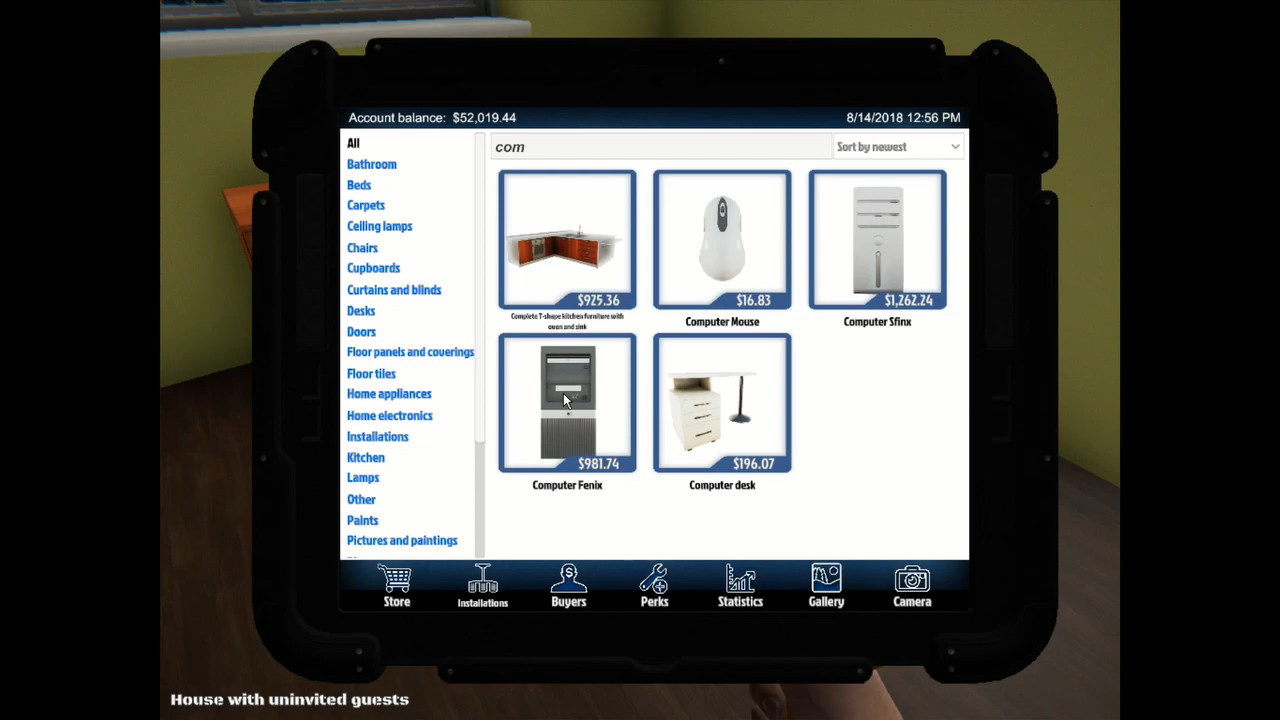 Account balance: $52,019.44
8/14/2018 12:56 PM
All
Bathroom
Beds
Carpets
Ceiling lamps
Chairs
Cupboards
Curtains and blinds
Desks
Doors
Floor panels and coverings
Floor tiles
Home appliances
Home electronics
Installations
Kitchen
Lamps
Other
Paints
Pictures and paintings
com
Sort by newest
$925.36
Complete T-shape kitchen furniture with
oven and sink
$16.83
Computer Mouse
$1,262.24
Computer Sfinx
$981.74
Computer Fenix
$196.07
Computer desk
Store
Installations
Buyers
Perks
Statistics
Gallery
Camera
House with uninvited guests